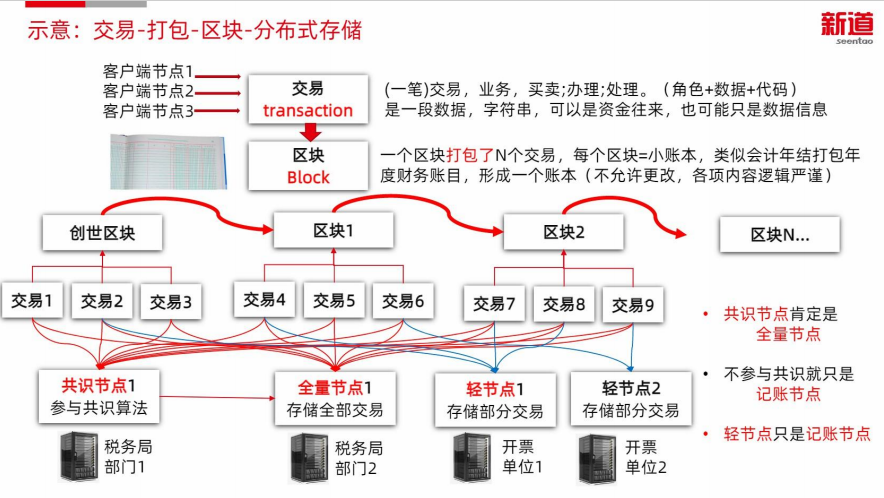 示意：交易-打包-区块-分布式存储
新道
seentao
客户端节点1
客户端节点2
客户端节点3
交易
transaction
(一笔)交易，业务，买卖;办理;处理。（角色+数据+代码）
是一段数据，字符串，可以是资金往来，也可能只是数据信息
区块
Block
一个区块打包了N个交易，每个区块=小账本，类似会计年结打包年
度财务账目，形成一个账本（不允许更改，各项内容逻辑严谨）
创世区块
区块1
区块2
区块N...
交易1
交易2
交易3
交易4
交易5
交易6
交易7
交易8
交易9
共识节点1
参与共识算法
全量节点1
存储全部交易
轻节点1
存储部分交易
轻节点2
存储部分交易
税务局
部门1
税务局
部门2
开票
单位1
开票
单位2
• 共识节点肯定是
全量节点
• 不参与共识就只是
记账节点
• 轻节点只是记账节点